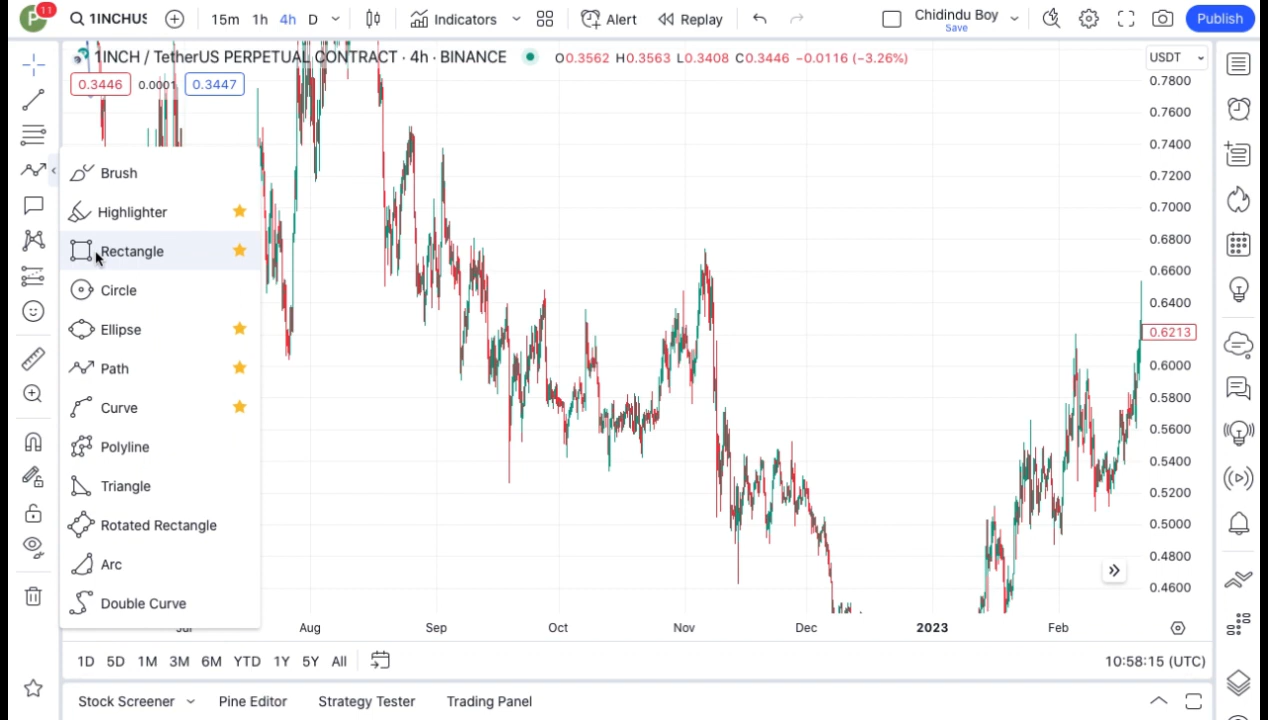 11
1INCHUS
15m 1h 4h D
Indicators
Alert
Replay
Chidindu Boy
Save
Publish
1INCH / TetherUS PERPETUAL CONTRACT · 4h · BINANCE
O0.3562 H0.3563 L0.3408 C0.3446 −0.0116 (−3.26%)
USDT
0.3446 0.0001 0.3447
0.7800
0.7600
0.7400
0.7200
0.7000
0.6800
0.6600
0.6400
0.6213
0.6000
0.5800
0.5600
0.5400
0.5200
0.5000
0.4800
0.4600
Brush
Highlighter
Rectangle
Circle
Ellipse
Path
Curve
Polyline
Triangle
Rotated Rectangle
Arc
Double Curve
Aug Sep Oct Nov Dec 2023 Feb
1D 5D 1M 3M 6M YTD 1Y 5Y All
10:58:15 (UTC)
Stock Screener Pine Editor Strategy Tester Trading Panel